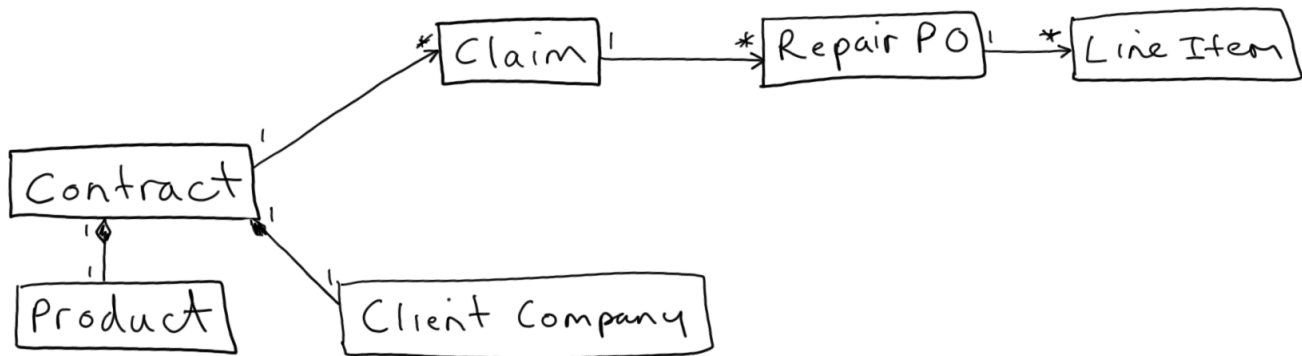 * Claim 1 * Repair PO 1 * Line Item
1
Contract
1 1
1 1
Product Client Company